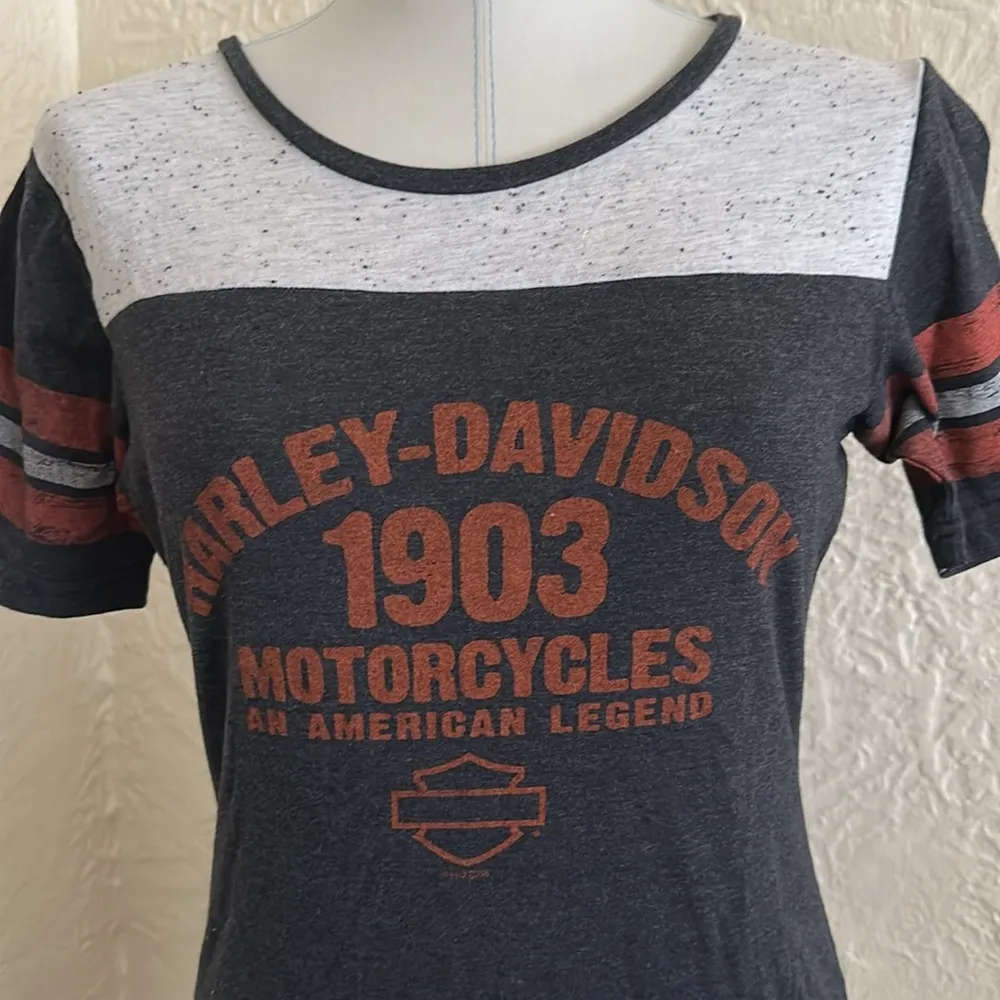 HARLEY-DAVIDSON
1903
MOTORCYCLES
AN AMERICAN LEGEND